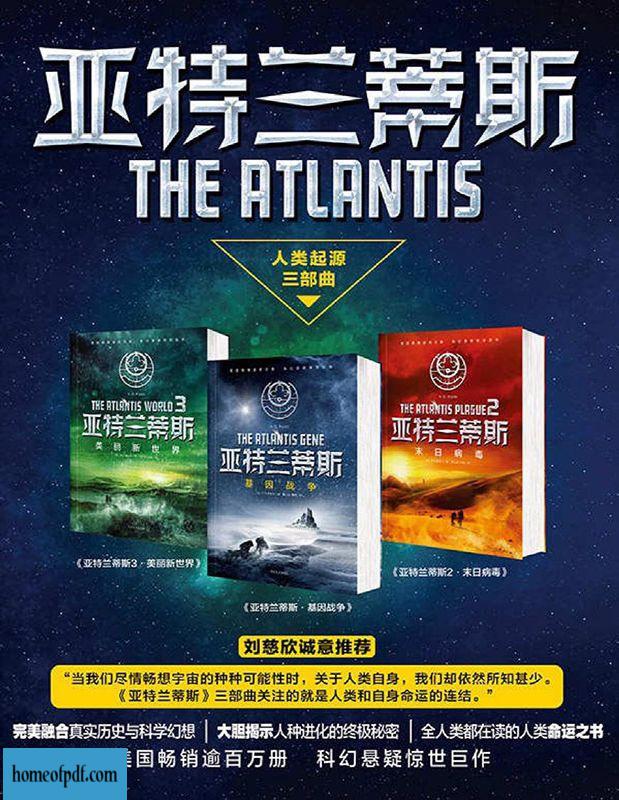 亚特兰蒂斯
THE ATLANTIS
人类起源
三部曲
THE ATLANTIS WORLD 3
亚特兰蒂斯
美丽新世界
《亚特兰蒂斯3·美丽新世界》
THE ATLANTIS GENE
亚特兰蒂斯
基因战争
《亚特兰蒂斯·基因战争》
THE ATLANTIS PLAGUE 2
亚特兰蒂斯
末日病毒
《亚特兰蒂斯2·末日病毒》
刘慈欣诚意推荐
“当我们尽情畅想宇宙的种种可能性时，关于人类自身，我们却依然所知甚少。
《亚特兰蒂斯》三部曲关注的就是人类和自身命运的连结。”
完美融合真实历史与科学幻想 | 大胆揭示人种进化的终极秘密 | 全人类都在读的人类命运之书
国畅销逾百万册 科幻悬疑惊世巨作
homeofpdf.com